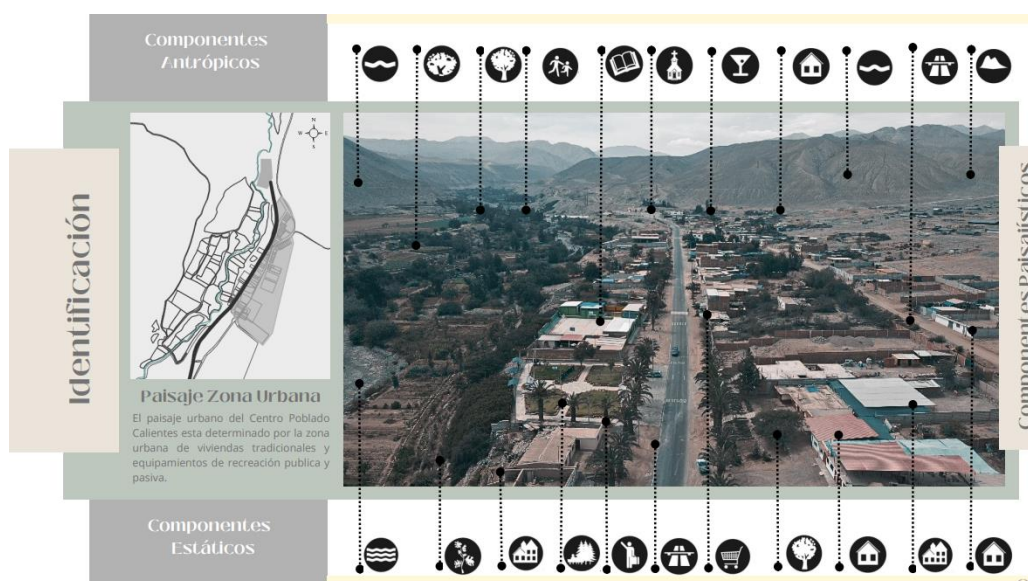 Componentes
Antrópicos
Identificación
N
W
E
S
Paisaje Zona Urbana
El paisaje urbano del Centro Poblado
Calientes esta determinado por la zona
urbana de viviendas tradicionales y
equipamientos de recreación publica y
pasiva.
Componentes Paisajísticos
Componentes
Estáticos